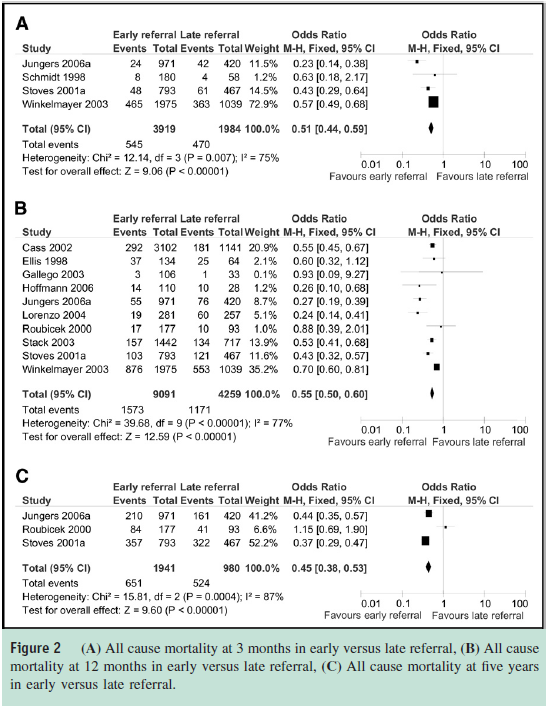 A
Early referral Late referral Odds Ratio Odds Ratio
Study Events Total Events Total Weight M-H, Fixed, 95% CI M-H, Fixed, 95% CI
Jungers 2006a 24 971 42 420 11.5% 0.23 [0.14, 0.38]
Schmidt 1998 8 180 4 58 1.1% 0.63 [0.18, 2.17]
Stoves 2001a 48 793 61 467 14.5% 0.43 [0.29, 0.64]
Winkelmayer 2003 465 1975 363 1039 72.9% 0.57 [0.49, 0.68]
Total (95% CI) 3919 1984 100.0% 0.51 [0.44, 0.59]
Total events 545 470
Heterogeneity: Chi² = 12.14, df = 3 (P = 0.007); I² = 75%
Test for overall effect: Z = 9.06 (P < 0.00001)
0.01 0.1 1 10 100
Favours early referral Favours late referral
B
Early referral Late referral Odds Ratio Odds Ratio
Study Events Total Events Total Weight M-H, Fixed, 95% CI M-H, Fixed, 95% CI
Cass 2002 292 3102 181 1141 20.9% 0.55 [0.45, 0.67]
Ellis 1998 37 134 25 64 2.1% 0.60 [0.32, 1.12]
Gallego 2003 3 106 1 33 0.1% 0.93 [0.09, 9.27]
Hoffmann 2006 14 110 10 28 1.2% 0.26 [0.10, 0.68]
Jungers 2006a 55 971 76 420 8.7% 0.27 [0.19, 0.39]
Lorenzo 2004 19 281 60 257 5.0% 0.24 [0.14, 0.41]
Roubicek 2000 17 177 10 93 1.0% 0.88 [0.39, 2.01]
Stack 2003 157 1442 134 717 13.9% 0.53 [0.41, 0.68]
Stoves 2001a 103 793 121 467 11.6% 0.43 [0.32, 0.57]
Winkelmayer 2003 876 1975 553 1039 35.2% 0.70 [0.60, 0.81]
Total (95% CI) 9091 4259 100.0% 0.55 [0.50, 0.60]
Total events 1573 1171
Heterogeneity: Chi² = 39.68, df = 9 (P < 0.00001); I² = 77%
Test for overall effect: Z = 12.59 (P < 0.00001)
0.01 0.1 1 10 100
Favours early referral Favours late referral
C
Early referral Late referral Odds Ratio Odds Ratio
Study Events Total Events Total Weight M-H, Fixed, 95% CI M-H, Fixed, 95% CI
Jungers 2006a 210 971 161 420 41.2% 0.44 [0.35, 0.57]
Roubicek 2000 84 177 41 93 6.6% 1.15 [0.69, 1.90]
Stoves 2001a 357 793 322 467 52.2% 0.37 [0.29, 0.47]
Total (95% CI) 1941 980 100.0% 0.45 [0.38, 0.53]
Total events 651 524
Heterogeneity: Chi² = 15.81, df = 2 (P = 0.0004); I² = 87%
Test for overall effect: Z = 9.60 (P < 0.00001)
0.01 0.1 1 10 100
Favours early referral Favours late referral
Figure 2 (A) All cause mortality at 3 months in early versus late referral, (B) All cause
mortality at 12 months in early versus late referral, (C) All cause mortality at five years
in early versus late referral.